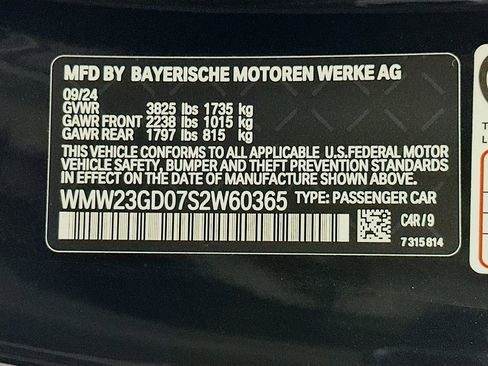 MFD BY BAYERISCHE MOTOREN WERKE AG
09/24
GVWR 3825 lbs 1735 kg
GAWR FRONT 2238 lbs 1015 kg
GAWR REAR 1797 lbs 815 kg
THIS VEHICLE CONFORMS TO ALL APPLICABLE U.S.FEDERAL MOTOR
VEHICLE SAFETY, BUMPER AND THEFT PREVENTION STANDARDS
IN EFFECT ON THE DATE OF MANUFACTURE SHOWN ABOVE.
WMW23GD07S2W60365 TYPE: PASSENGER CAR
C4R/9
7315814